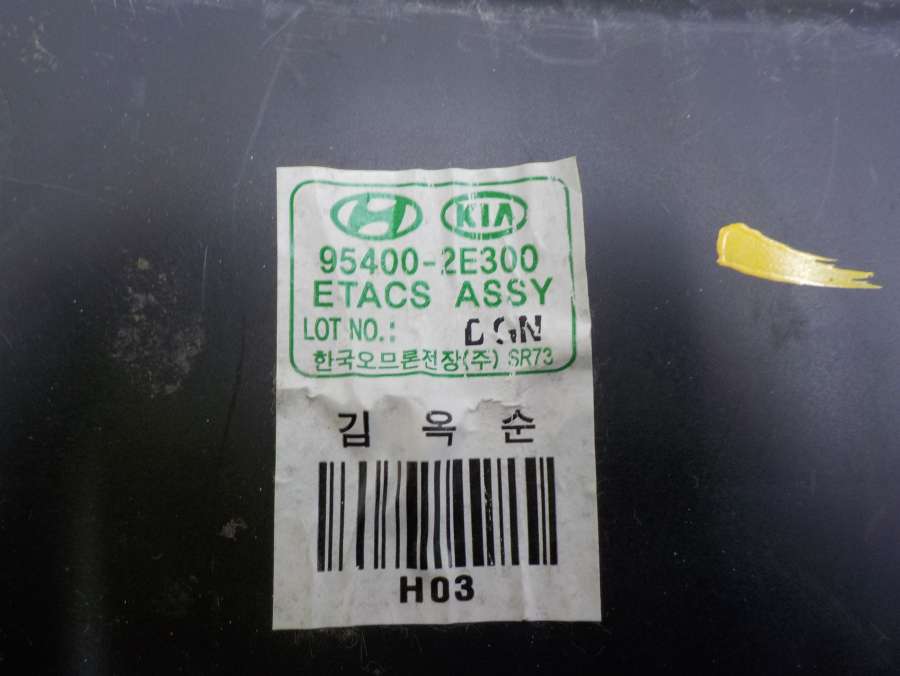 KIA
95400-2E300
ETACS ASSY
LOT NO.: DGN
한국오므론전장(주) SR73
김 옥 순
H03